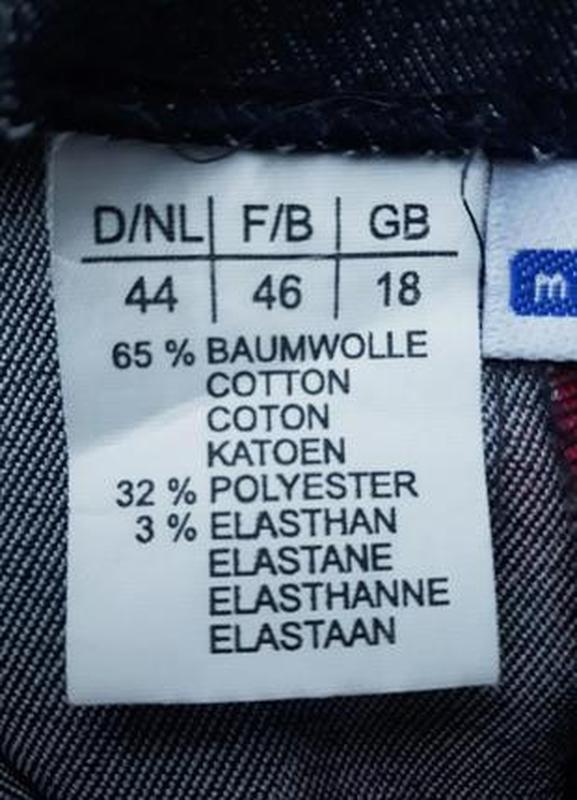 D/NL F/B GB
44 46 18
65 % BAUMWOLLE
COTTON
COTON
KATOEN
32 % POLYESTER
3 % ELASTHAN
ELASTANE
ELASTHANNE
ELASTAAN
m